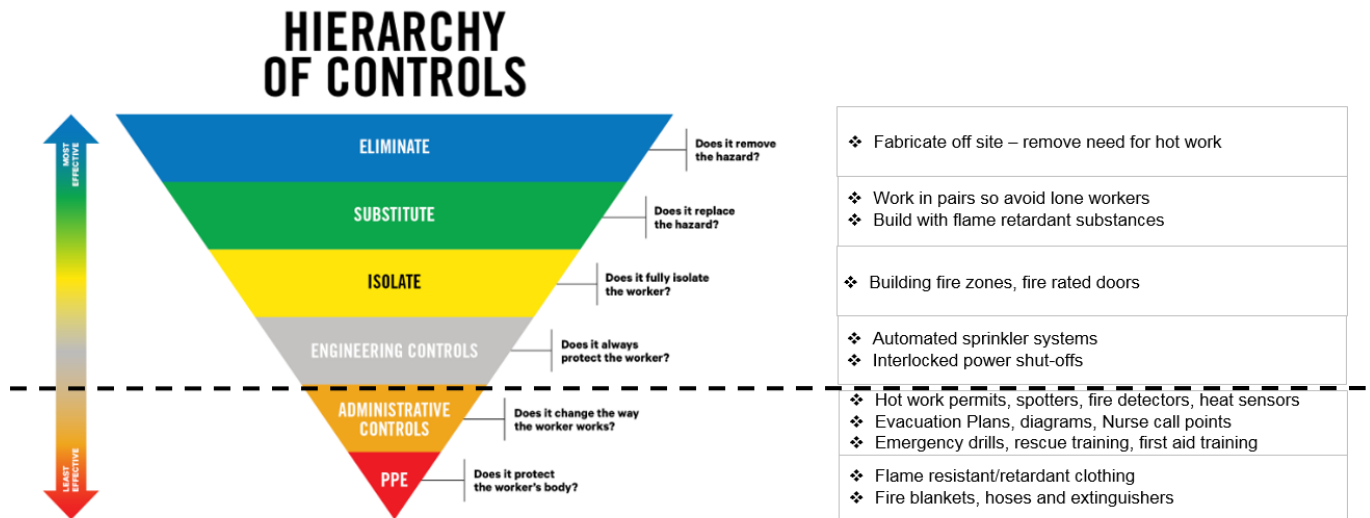 HIERARCHY
OF CONTROLS
MOST
EFFECTIVE
ELIMINATE
Does it remove
the hazard?
❖ Fabricate off site – remove need for hot work
SUBSTITUTE
Does it replace
the hazard?
❖ Work in pairs so avoid lone workers
❖ Build with flame retardant substances
ISOLATE
Does it fully isolate
the worker?
❖ Building fire zones, fire rated doors
ENGINEERING CONTROLS
Does it always
protect the worker?
❖ Automated sprinkler systems
❖ Interlocked power shut-offs
ADMINISTRATIVE
CONTROLS
Does it change the way
the worker works?
❖ Hot work permits, spotters, fire detectors, heat sensors
❖ Evacuation Plans, diagrams, Nurse call points
❖ Emergency drills, rescue training, first aid training
LEAST
EFFECTIVE
PPE
Does it protect
the worker's body?
❖ Flame resistant/retardant clothing
❖ Fire blankets, hoses and extinguishers